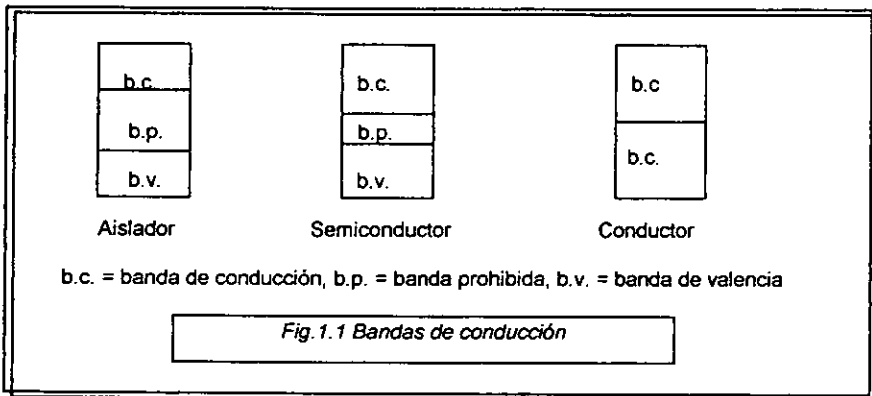 b.c.
b.p.
b.v.
Aislador
b.c.
b.p.
b.v.
Semiconductor
b.c
b.c.
Conductor
b.c. = banda de conducción, b.p. = banda prohibida, b.v. = banda de valencia
Fig.1.1 Bandas de conducción